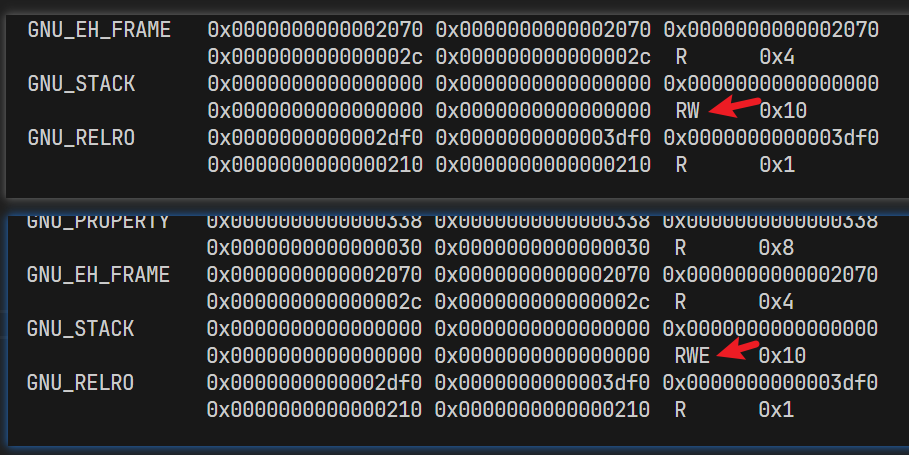 GNU_EH_FRAME 0x0000000000002070 0x0000000000002070 0x0000000000002070
0x000000000000002c 0x000000000000002c R 0x4
GNU_STACK 0x0000000000000000 0x0000000000000000 0x0000000000000000
0x0000000000000000 0x0000000000000000 RW 0x10
GNU_RELRO 0x0000000000002df0 0x0000000000003df0 0x0000000000003df0
0x0000000000000210 0x0000000000000210 R 0x1
GNU_PROPERTY 0x0000000000000338 0x0000000000000338 0x0000000000000338
0x0000000000000030 0x0000000000000030 R 0x8
GNU_EH_FRAME 0x0000000000002070 0x0000000000002070 0x0000000000002070
0x000000000000002c 0x000000000000002c R 0x4
GNU_STACK 0x0000000000000000 0x0000000000000000 0x0000000000000000
0x0000000000000000 0x0000000000000000 RWE 0x10
GNU_RELRO 0x0000000000002df0 0x0000000000003df0 0x0000000000003df0
0x0000000000000210 0x0000000000000210 R 0x1